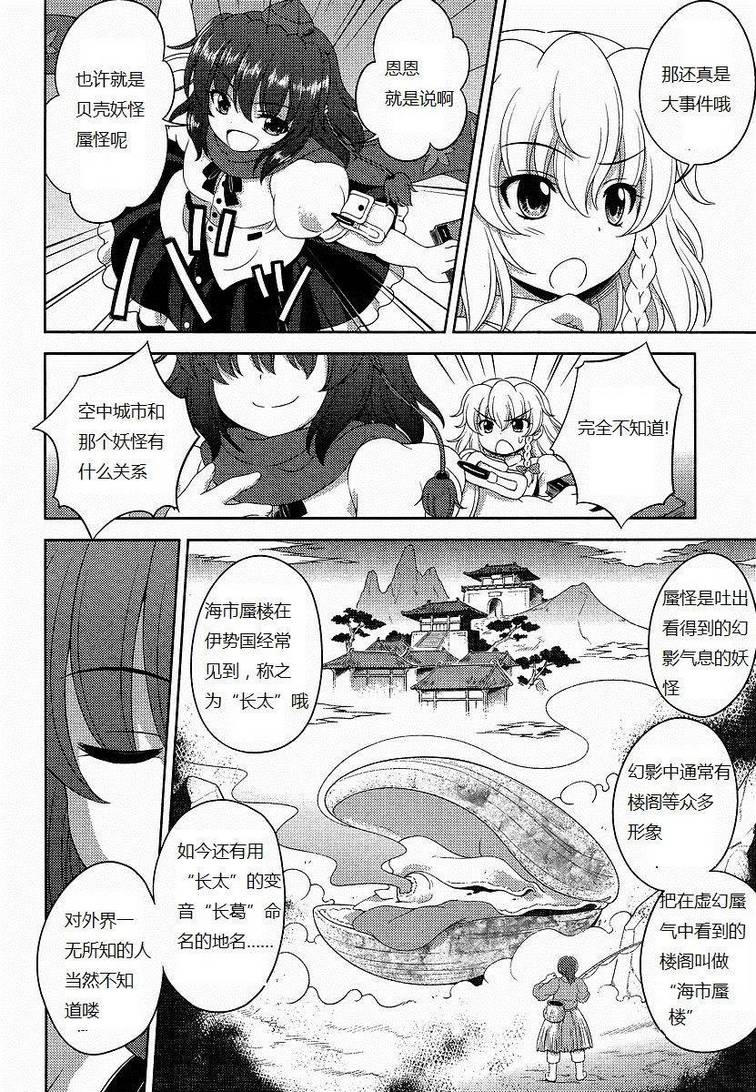 那还真是
大事件哦
恩恩
就是说啊
也许就是
贝壳妖怪
蜃怪呢
完全不知道!
空中城市和
那个妖怪有
什么关系
蜃怪是吐出
看得到的幻
影气息的妖
怪
幻影中通常有
楼阁等众多
形象
把在虚幻蜃
气中看到的
楼阁叫做
“海市蜃
楼”
海市蜃楼在
伊势国经常
见到，称之
为“长太”哦
如今还有用
“长太”的变
音“长葛”命
名的地名……
对外界一
无所知的人
当然不知
道喽